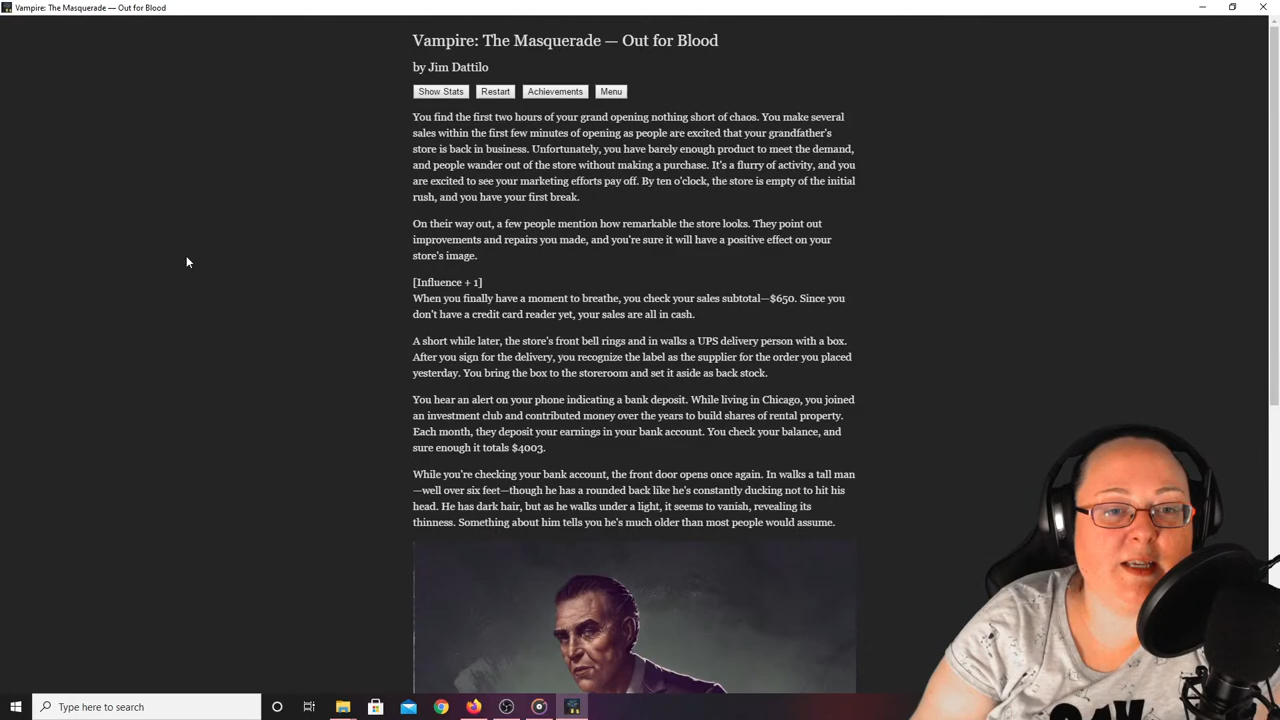 Vampire: The Masquerade — Out for Blood
Vampire: The Masquerade — Out for Blood
by Jim Dattilo
Show Stats Restart Achievements Menu
You find the first two hours of your grand opening nothing short of chaos. You make several
sales within the first few minutes of opening as people are excited that your grandfather's
store is back in business. Unfortunately, you have barely enough product to meet the demand,
and people wander out of the store without making a purchase. It's a flurry of activity, and you
are excited to see your marketing efforts pay off. By ten o'clock, the store is empty of the initial
rush, and you have your first break.
On their way out, a few people mention how remarkable the store looks. They point out
improvements and repairs you made, and you're sure it will have a positive effect on your
store's image.
[Influence + 1]
When you finally have a moment to breathe, you check your sales subtotal—$650. Since you
don't have a credit card reader yet, your sales are all in cash.
A short while later, the store's front bell rings and in walks a UPS delivery person with a box.
After you sign for the delivery, you recognize the label as the supplier for the order you placed
yesterday. You bring the box to the storeroom and set it aside as back stock.
You hear an alert on your phone indicating a bank deposit. While living in Chicago, you joined
an investment club and contributed money over the years to build shares of rental property.
Each month, they deposit your earnings in your bank account. You check your balance, and
sure enough it totals $4003.
While you're checking your bank account, the front door opens once again. In walks a tall man
—well over six feet—though he has a rounded back like he's constantly ducking not to hit his
head. He has dark hair, but as he walks under a light, it seems to vanish, revealing its
thinness. Something about him tells you he's much older than most people would assume.
Type here to search